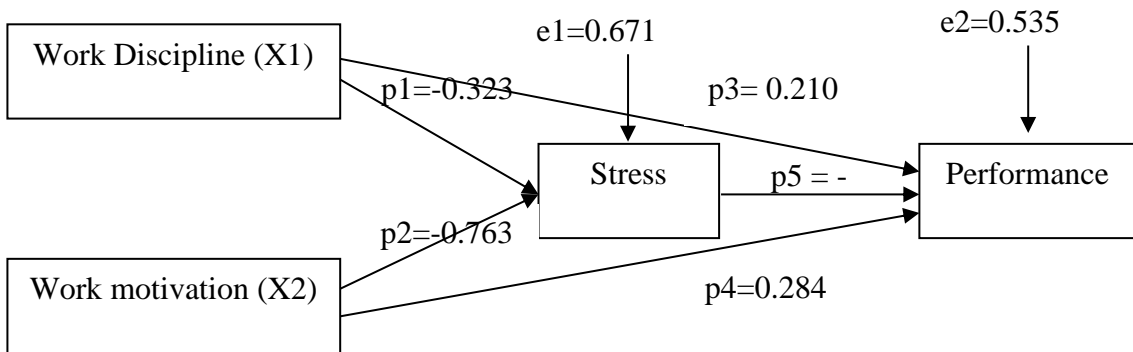 e1=0.671
e2=0.535
Work Discipline (X1)
p1=-0.323
p3= 0.210
Stress
p5 = -
Performance
p2=-0.763
Work motivation (X2)
p4=0.284